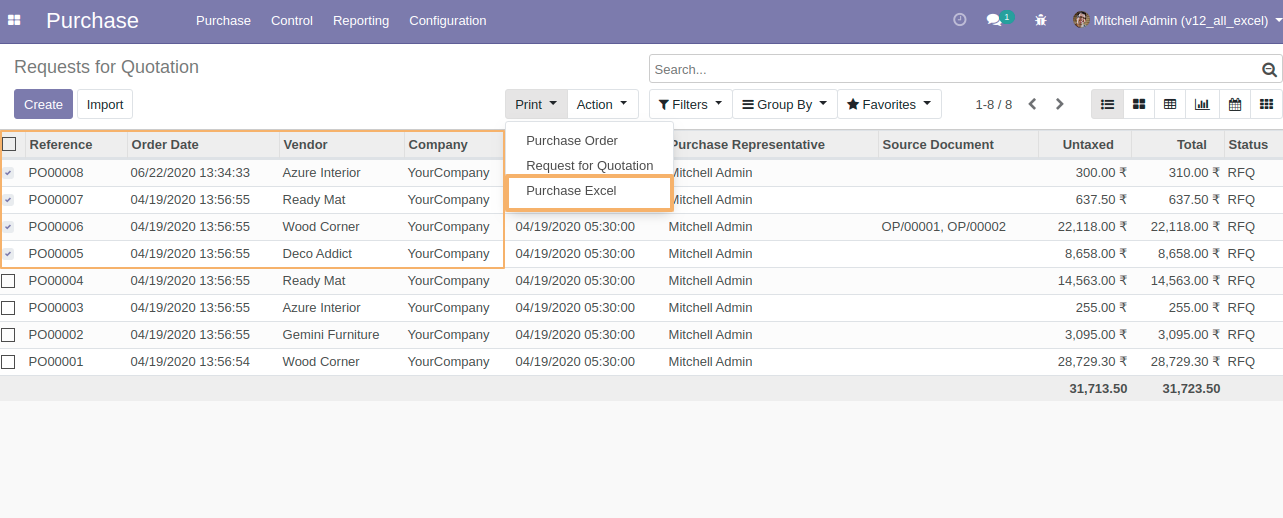 Purchase Purchase Control Reporting Configuration 1 Mitchell Admin (v12_all_excel)
Requests for Quotation Search...
Create Import Print Action Filters Group By Favorites 1-8 / 8
Purchase Order
Request for Quotation
Purchase Excel
Reference Order Date Vendor Company Purchase Representative Source Document Untaxed Total Status
PO00008 06/22/2020 13:34:33 Azure Interior YourCompany Mitchell Admin 300.00 ₹ 310.00 ₹ RFQ
PO00007 04/19/2020 13:56:55 Ready Mat YourCompany Mitchell Admin 637.50 ₹ 637.50 ₹ RFQ
PO00006 04/19/2020 13:56:55 Wood Corner YourCompany 04/19/2020 05:30:00 Mitchell Admin OP/00001, OP/00002 22,118.00 ₹ 22,118.00 ₹ RFQ
PO00005 04/19/2020 13:56:55 Deco Addict YourCompany 04/19/2020 05:30:00 Mitchell Admin 8,658.00 ₹ 8,658.00 ₹ RFQ
PO00004 04/19/2020 13:56:55 Ready Mat YourCompany 04/19/2020 05:30:00 Mitchell Admin 14,563.00 ₹ 14,563.00 ₹ RFQ
PO00003 04/19/2020 13:56:55 Azure Interior YourCompany 04/19/2020 05:30:00 Mitchell Admin 255.00 ₹ 255.00 ₹ RFQ
PO00002 04/19/2020 13:56:55 Gemini Furniture YourCompany 04/19/2020 05:30:00 Mitchell Admin 3,095.00 ₹ 3,095.00 ₹ RFQ
PO00001 04/19/2020 13:56:54 Wood Corner YourCompany 04/19/2020 05:30:00 Mitchell Admin 28,729.30 ₹ 28,729.30 ₹ RFQ
31,713.50 31,723.50